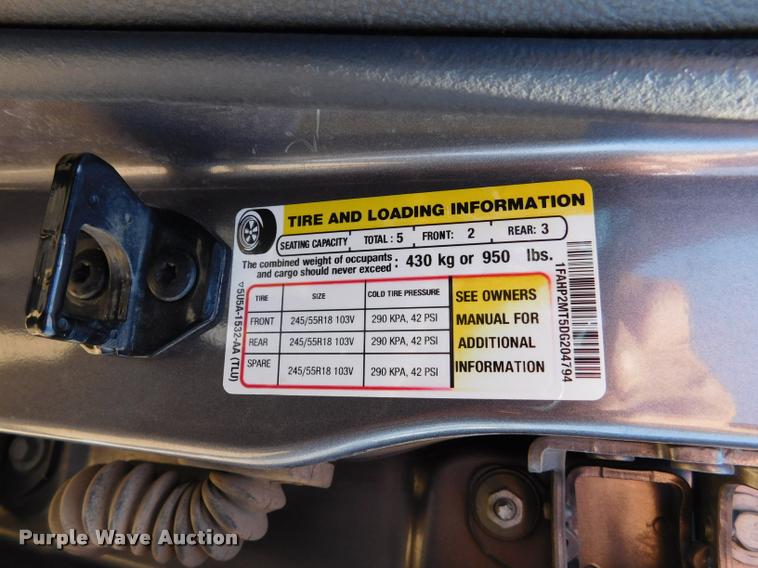 TIRE AND LOADING INFORMATION
SEATING CAPACITY TOTAL : 5 FRONT: 2 REAR: 3
The combined weight of occupants and cargo should never exceed : 430 kg or 950 lbs.
TIRE SIZE COLD TIRE PRESSURE
FRONT 245/55R18 103V 290 KPA, 42 PSI
REAR 245/55R18 103V 290 KPA, 42 PSI
SPARE 245/55R18 103V 290 KPA, 42 PSI
SEE OWNERS
MANUAL FOR
ADDITIONAL
INFORMATION
5U5A-1532-AA (TLU)
1FAHP2MT5DG204794
Purple Wave Auction